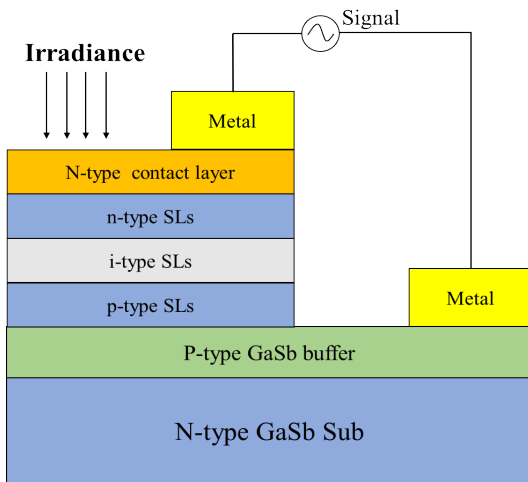 Signal
Irradiance
Metal
N-type contact layer
n-type SLs
i-type SLs
p-type SLs
Metal
P-type GaSb buffer
N-type GaSb Sub